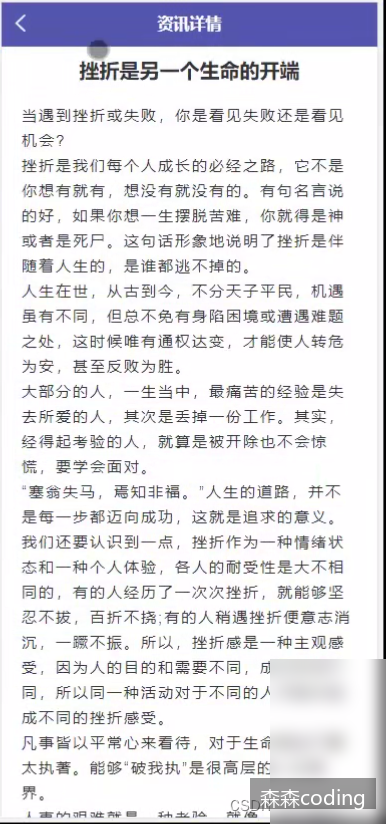 资讯详情
挫折是另一个生命的开端
当遇到挫折或失败，你是看见失败还是看见
机会？
挫折是我们每个人成长的必经之路，它不是
你想有就有，想没有就没有的。有句名言说
的好，如果你想一生摆脱苦难，你就得是神
或者是死尸。这句话形象地说明了挫折是伴
随着人生的，是谁都逃不掉的。
人生在世，从古到今，不分天子平民，机遇
虽有不同，但总不免有身陷困境或遭遇难题
之处，这时候唯有通权达变，才能使人转危
为安，甚至反败为胜。
大部分的人，一生当中，最痛苦的经验是失
去所爱的人，其次是丢掉一份工作。其实，
经得起考验的人，就算是被开除也不会惊
慌，要学会面对。
“塞翁失马，焉知非福。”人生的道路，并不
是每一步都迈向成功，这就是追求的意义。
我们还要认识到一点，挫折作为一种情绪状
态和一种个人体验，各人的耐受性是大不相
同的，有的人经历了一次次挫折，就能够坚
忍不拔，百折不挠;有的人稍遇挫折便意志消
沉，一蹶不振。所以，挫折感是一种主观感
受，因为人的目的和需要不同，成
同，所以同一种活动对于不同的人
成不同的挫折感受。
凡事皆以平常心来看待，对于生命
太执著。能够“破我执”是很高层的
界。
人事的艰难就是一种考验，就像
CSDN
森森coding